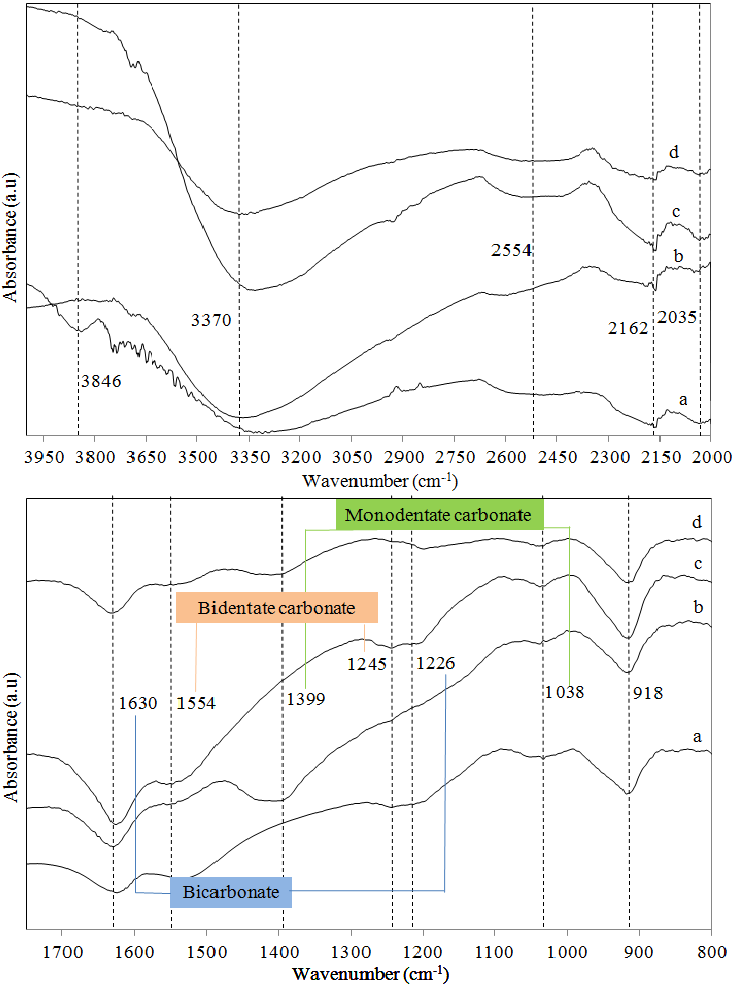 Absorbance (a.u)
d
c
b
a
2554
3370
2162
2035
3846
3950 3800 3650 3500 3350 3200 3050 2900 2750 2600 2450 2300 2150 2000
Wavenumber (cm-1)
Absorbance (a.u)
Monodentate carbonate
d
c
b
a
Bidentate carbonate
1630
1554
1399
1245
1226
1038
918
Bicarbonate
1700 1600 1500 1400 1300 1200 1100 1000 900 800
Wavenumber (cm-1)